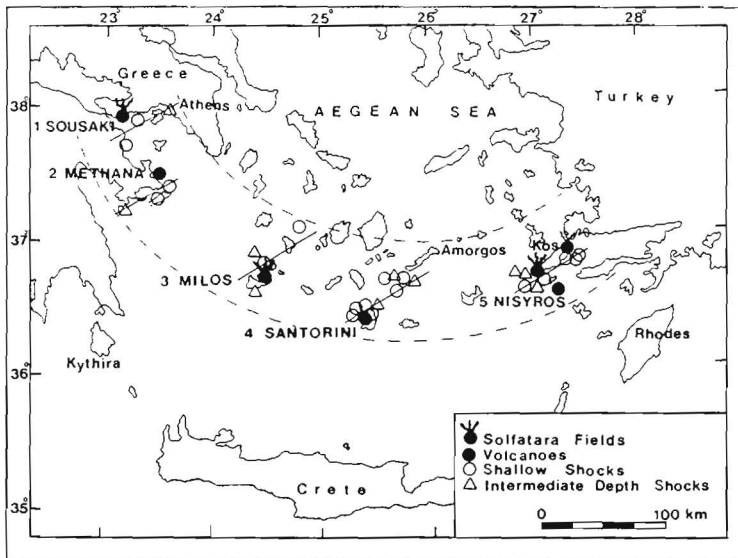 23° 24° 25° 26° 27° 28°
Greece
38°
Athens
AEGEAN SEA
Turkey
1 SOUSAKI
2 METHANA
37°
Amorgos
Kos
3 MILOS
5 NISYROS
4 SANTORINI
Rhodes
Kythira
36°
Solfatara Fields
Volcanoes
Shallow Shocks
Intermediate Depth Shocks
Crete
0 100 km
35°